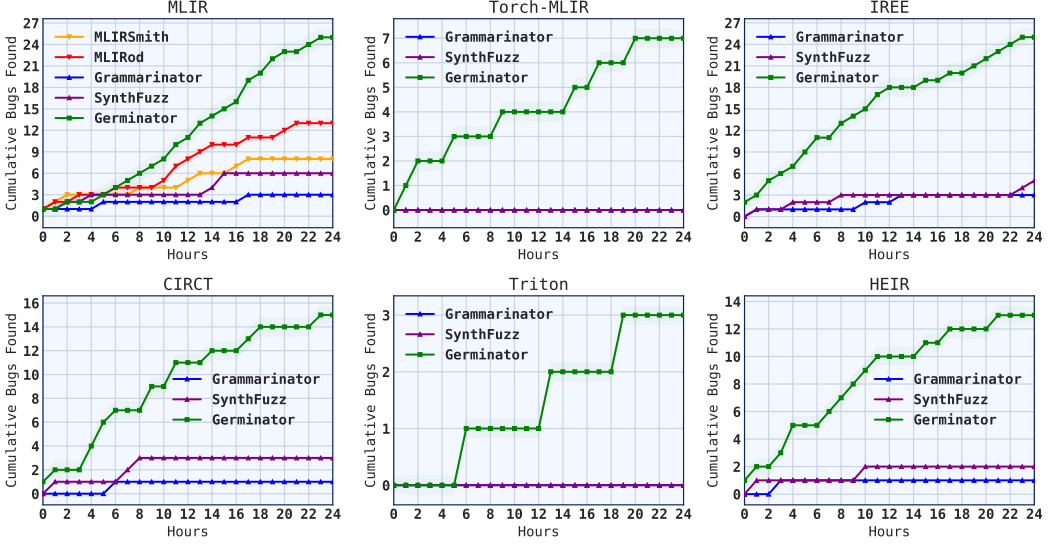 MLIR
Cumulative Bugs Found
27
24
21
18
15
12
9
6
3
0
MLIRSmith
MLIRod
Grammarinator
SynthFuzz
Germinator
0 2 4 6 8 10 12 14 16 18 20 22 24
Hours
Torch-MLIR
Cumulative Bugs Found
7
6
5
4
3
2
1
0
Grammarinator
SynthFuzz
Germinator
0 2 4 6 8 10 12 14 16 18 20 22 24
Hours
IREE
Cumulative Bugs Found
27
24
21
18
15
12
9
6
3
0
Grammarinator
SynthFuzz
Germinator
0 2 4 6 8 10 12 14 16 18 20 22 24
Hours
CIRCT
Cumulative Bugs Found
16
14
12
10
8
6
4
2
0
Grammarinator
SynthFuzz
Germinator
0 2 4 6 8 10 12 14 16 18 20 22 24
Hours
Triton
Cumulative Bugs Found
3
2
1
0
Grammarinator
SynthFuzz
Germinator
0 2 4 6 8 10 12 14 16 18 20 22 24
Hours
HEIR
Cumulative Bugs Found
14
12
10
8
6
4
2
0
Grammarinator
SynthFuzz
Germinator
0 2 4 6 8 10 12 14 16 18 20 22 24
Hours